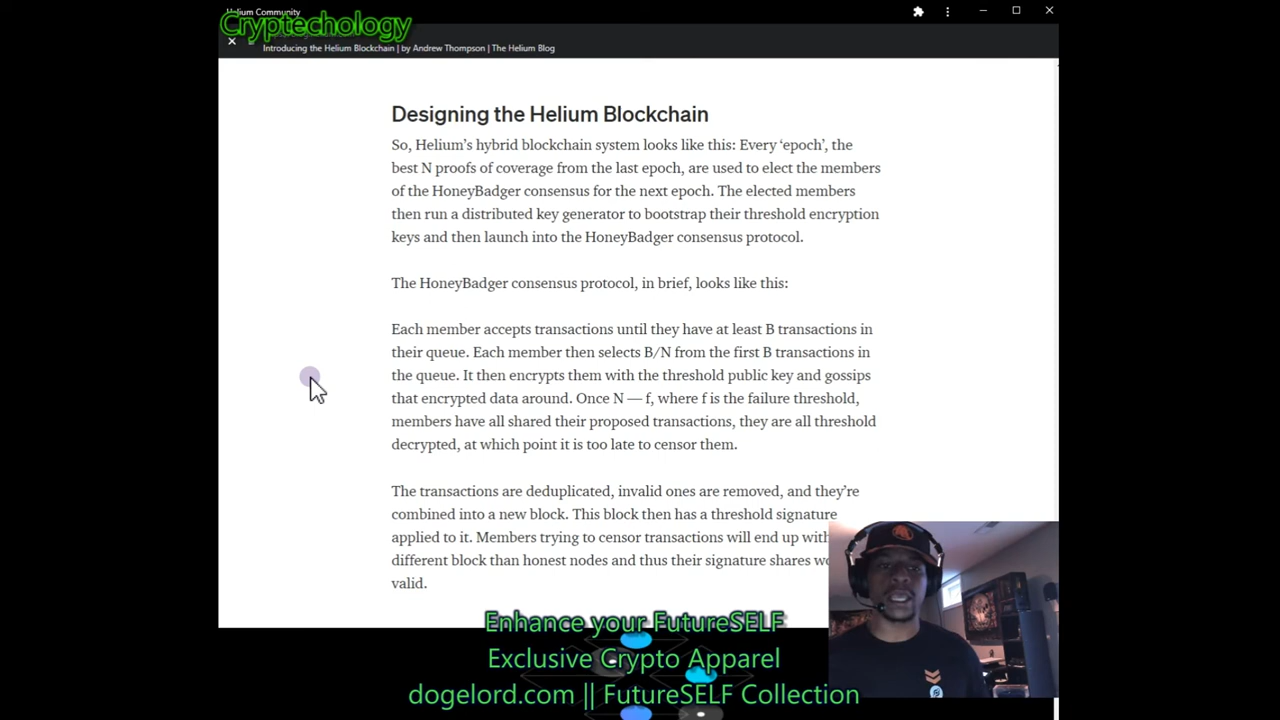 Helium Community
Cryptechology
Introducing the Helium Blockchain | by Andrew Thompson | The Helium Blog
Designing the Helium Blockchain
So, Helium's hybrid blockchain system looks like this: Every ‘epoch’, the
best N proofs of coverage from the last epoch, are used to elect the members
of the HoneyBadger consensus for the next epoch. The elected members
then run a distributed key generator to bootstrap their threshold encryption
keys and then launch into the HoneyBadger consensus protocol.
The HoneyBadger consensus protocol, in brief, looks like this:
Each member accepts transactions until they have at least B transactions in
their queue. Each member then selects B/N from the first B transactions in
the queue. It then encrypts them with the threshold public key and gossips
that encrypted data around. Once N — f, where f is the failure threshold,
members have all shared their proposed transactions, they are all threshold
decrypted, at which point it is too late to censor them.
The transactions are deduplicated, invalid ones are removed, and they’re
combined into a new block. This block then has a threshold signature
applied to it. Members trying to censor transactions will end up with
different block than honest nodes and thus their signature shares
valid.
Enhance your FutureSELF
Exclusive Crypto Apparel
dogelord.com || FutureSELF Collection